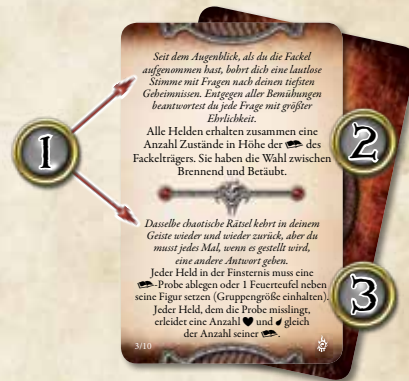 Seit dem Augenblick, als du die Fackel
aufgenommen hast, bohrt dich eine lautlose
Stimme mit Fragen nach deinen tiefsten
Geheimnissen. Entgegen aller Bemühungen
beantwortest du jede Frage mit größter
Ehrlichkeit.
Alle Helden erhalten zusammen eine
Anzahl Zustände in Höhe der des
Fackelträgers. Sie haben die Wahl zwischen
Brennend und Betäubt.
1
2
Dasselbe chaotische Rätsel kehrt in deinem
Geiste wieder und wieder zurück, aber du
musst jedes Mal, wenn es gestellt wird,
eine andere Antwort geben.
Jeder Held in der Finsternis muss eine
-Probe ablegen oder 1 Feuerteufel neben
seine Figur setzen (Gruppengröße einhalten).
Jeder Held, dem die Probe misslingt,
erleidet eine Anzahl und gleich
der Anzahl seiner .
3
3/10